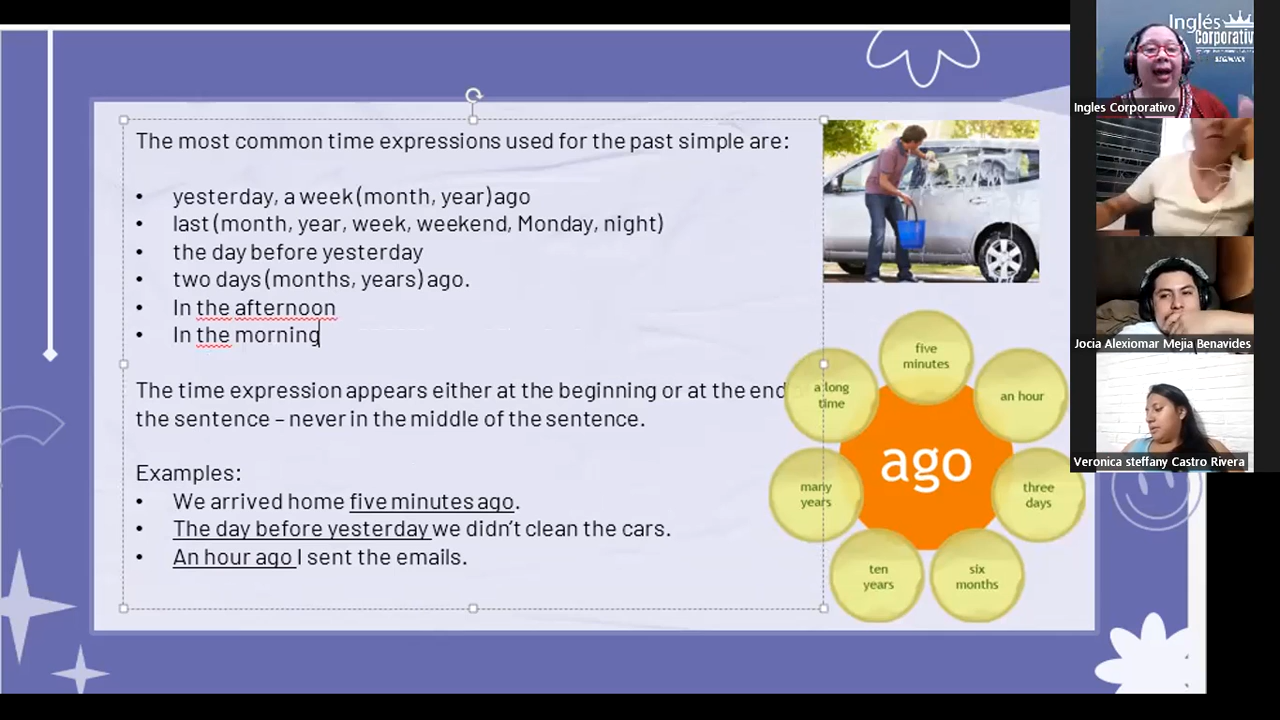 The most common time expressions used for the past simple are:
• yesterday, a week (month, year) ago
• last (month, year, week, weekend, Monday, night)
• the day before yesterday
• two days (months, years) ago.
• In the afternoon
• In the morning
The time expression appears either at the beginning or at the end
the sentence – never in the middle of the sentence.
Examples:
• We arrived home five minutes ago.
• The day before yesterday we didn’t clean the cars.
• An hour ago I sent the emails.
five
minutes
a long
time
an hour
ago
many
years
three
days
ten
years
six
months
Inglés
Corporativo
Ingles Corporativo
Jocia Alexiomar Mejia Benavides
Veronica steffany Castro Rivera